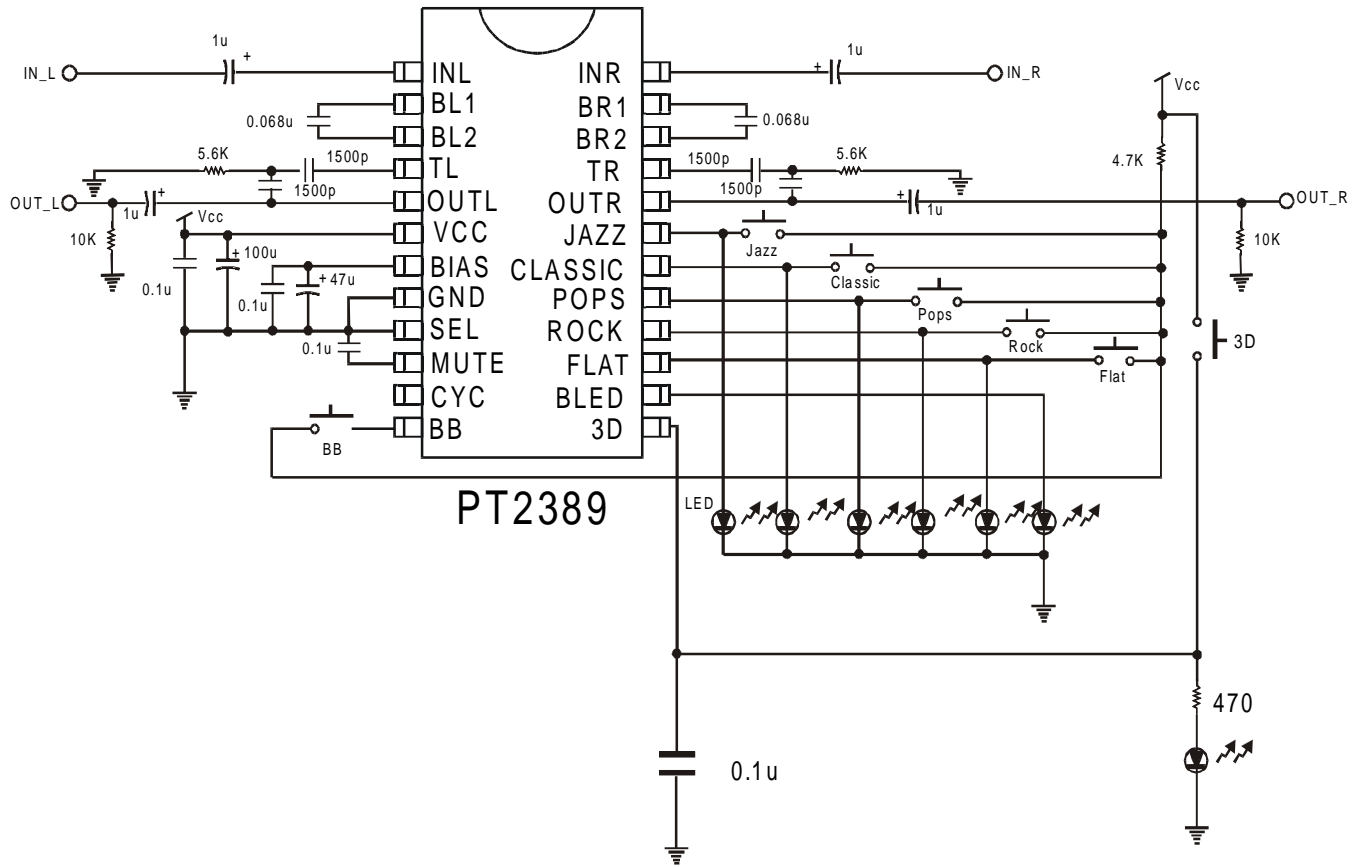 1u
+
1u
+
IN_L
INL
INR
IN_R
Vcc
BL1
BR1
0.068u
0.068u
BL2
BR2
5.6K
1500p
TL
TR
1500p
5.6K
4.7K
1500p
1500p
OUT_L
1u
+
OUTL
OUTR
+
1u
OUT_R
Vcc
10K
VCC
JAZZ
Jazz
10K
+
100u
BIAS
CLASSIC
Classic
0.1u
0.1u
+
47u
GND
POPS
Pops
SEL
ROCK
Rock
3D
0.1u
MUTE
FLAT
Flat
CYC
BLED
BB
BB
3D
PT2389
LED
470
0.1u